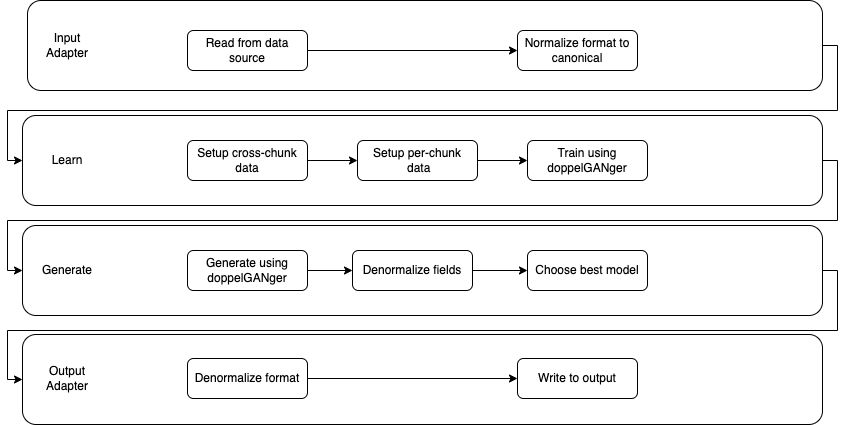 Input
Adapter
Read from data
source
Normalize format to
canonical
Learn
Setup cross-chunk
data
Setup per-chunk
data
Train using
doppelGANger
Generate
Generate using
doppelGANger
Denormalize fields
Choose best model
Output
Adapter
Denormalize format
Write to output